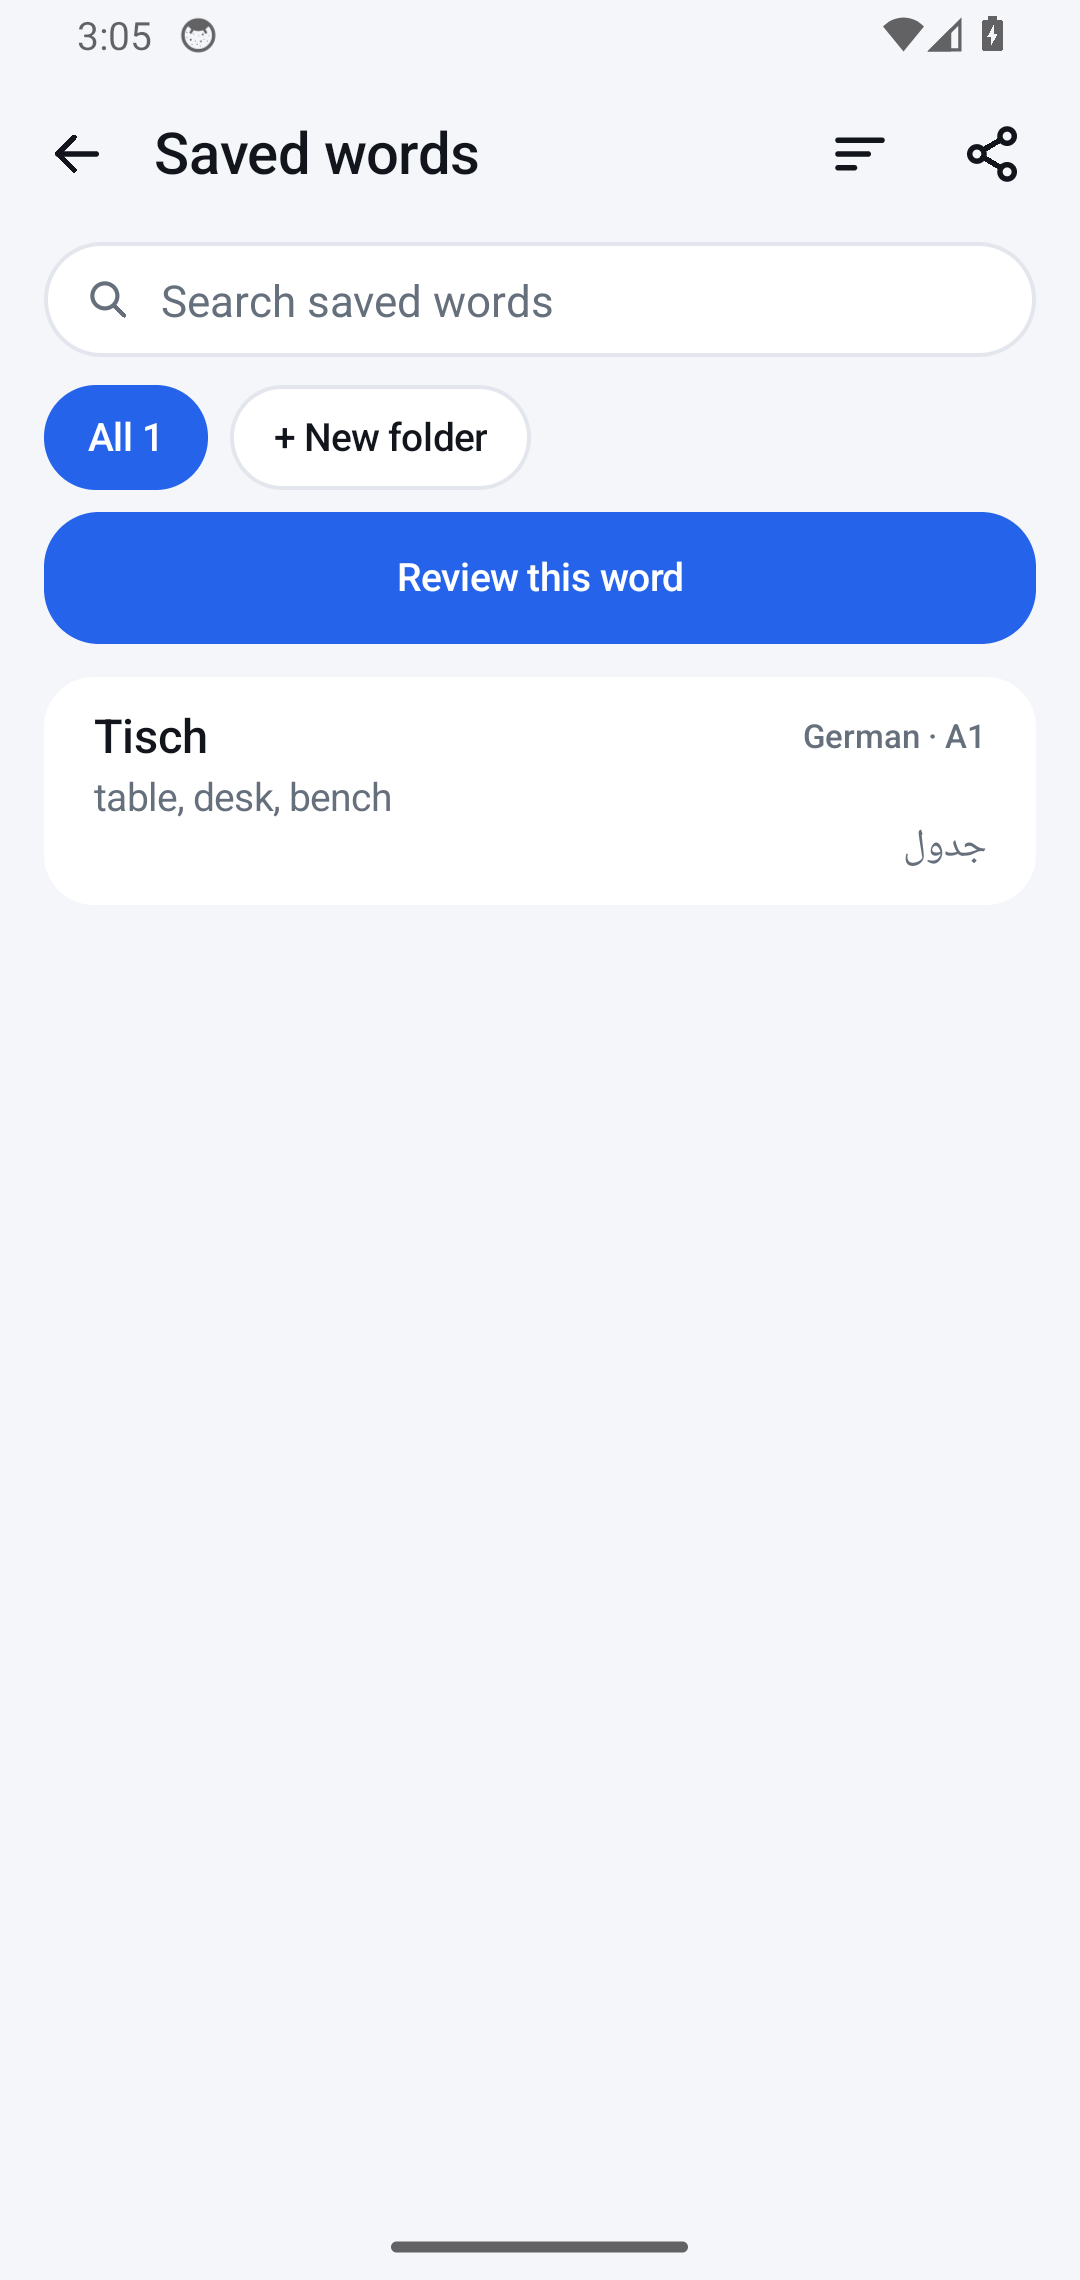 3:05
Saved words
Search saved words
All 1
+ New folder
Review this word
Tisch
German · A1
table, desk, bench
جدول